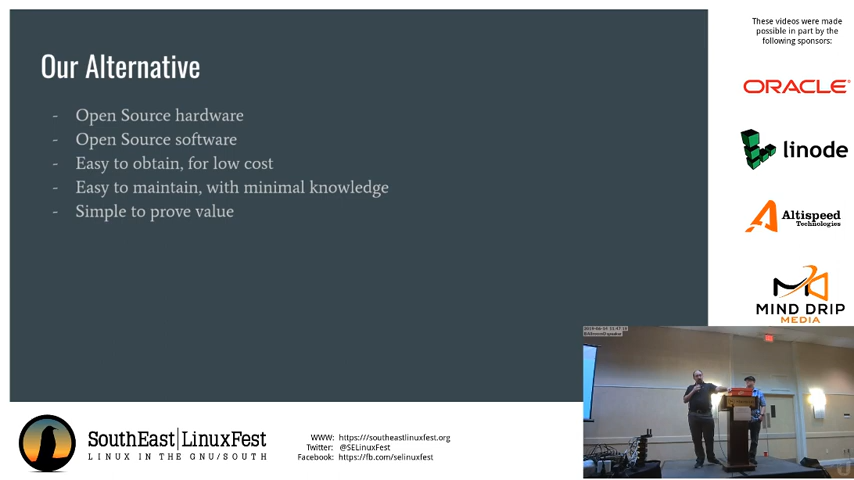 Our Alternative
- Open Source hardware
- Open Source software
- Easy to obtain, for low cost
- Easy to maintain, with minimal knowledge
- Simple to prove value
These videos were made
possible in part by the
following sponsors:
ORACLE®
linode
Altispeed
Technologies
MIND DRIP
MEDIA
SouthEast|LinuxFest
LINUX IN THE GNU/SOUTH
WWW: https://southeastlinuxfest.org
Twitter: @SELinuxFest
Facebook: https://fb.com/selinuxfest